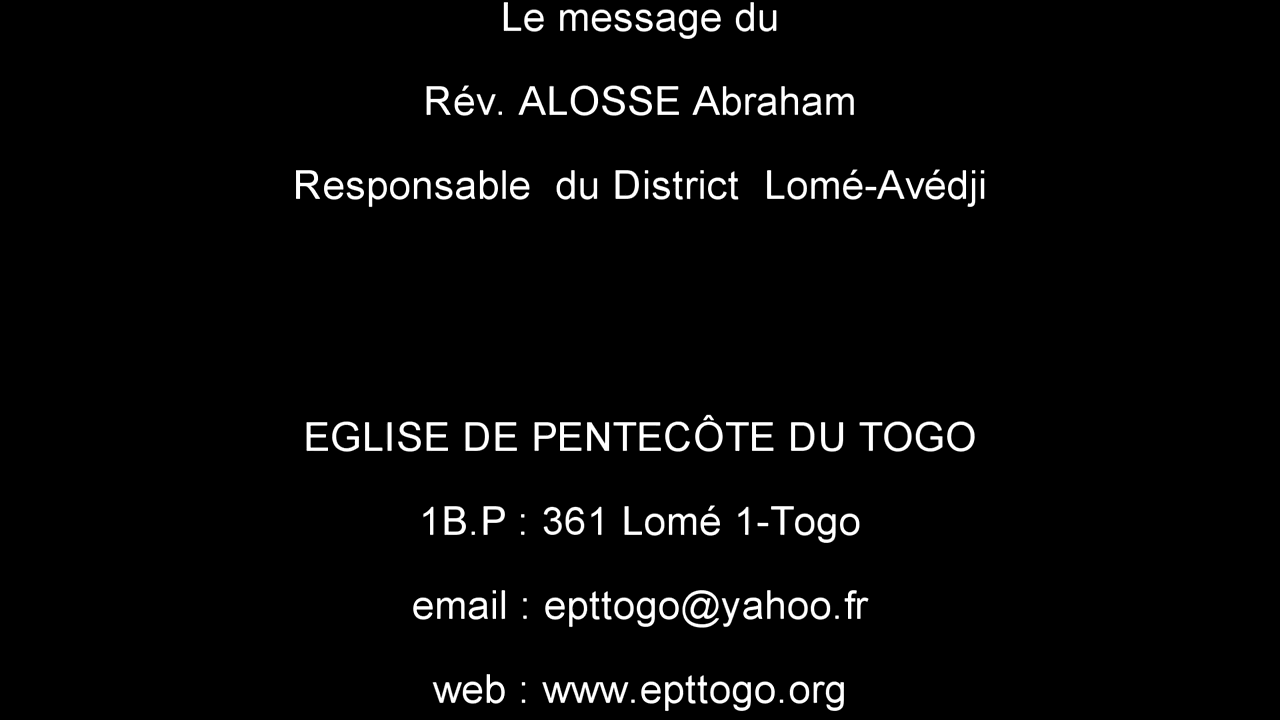 Le message du
Rév. ALOSSE Abraham
Responsable du District Lomé-Avédji
EGLISE DE PENTECÔTE DU TOGO
1B.P : 361 Lomé 1-Togo
email : epttogo@yahoo.fr
web : www.epttogo.org